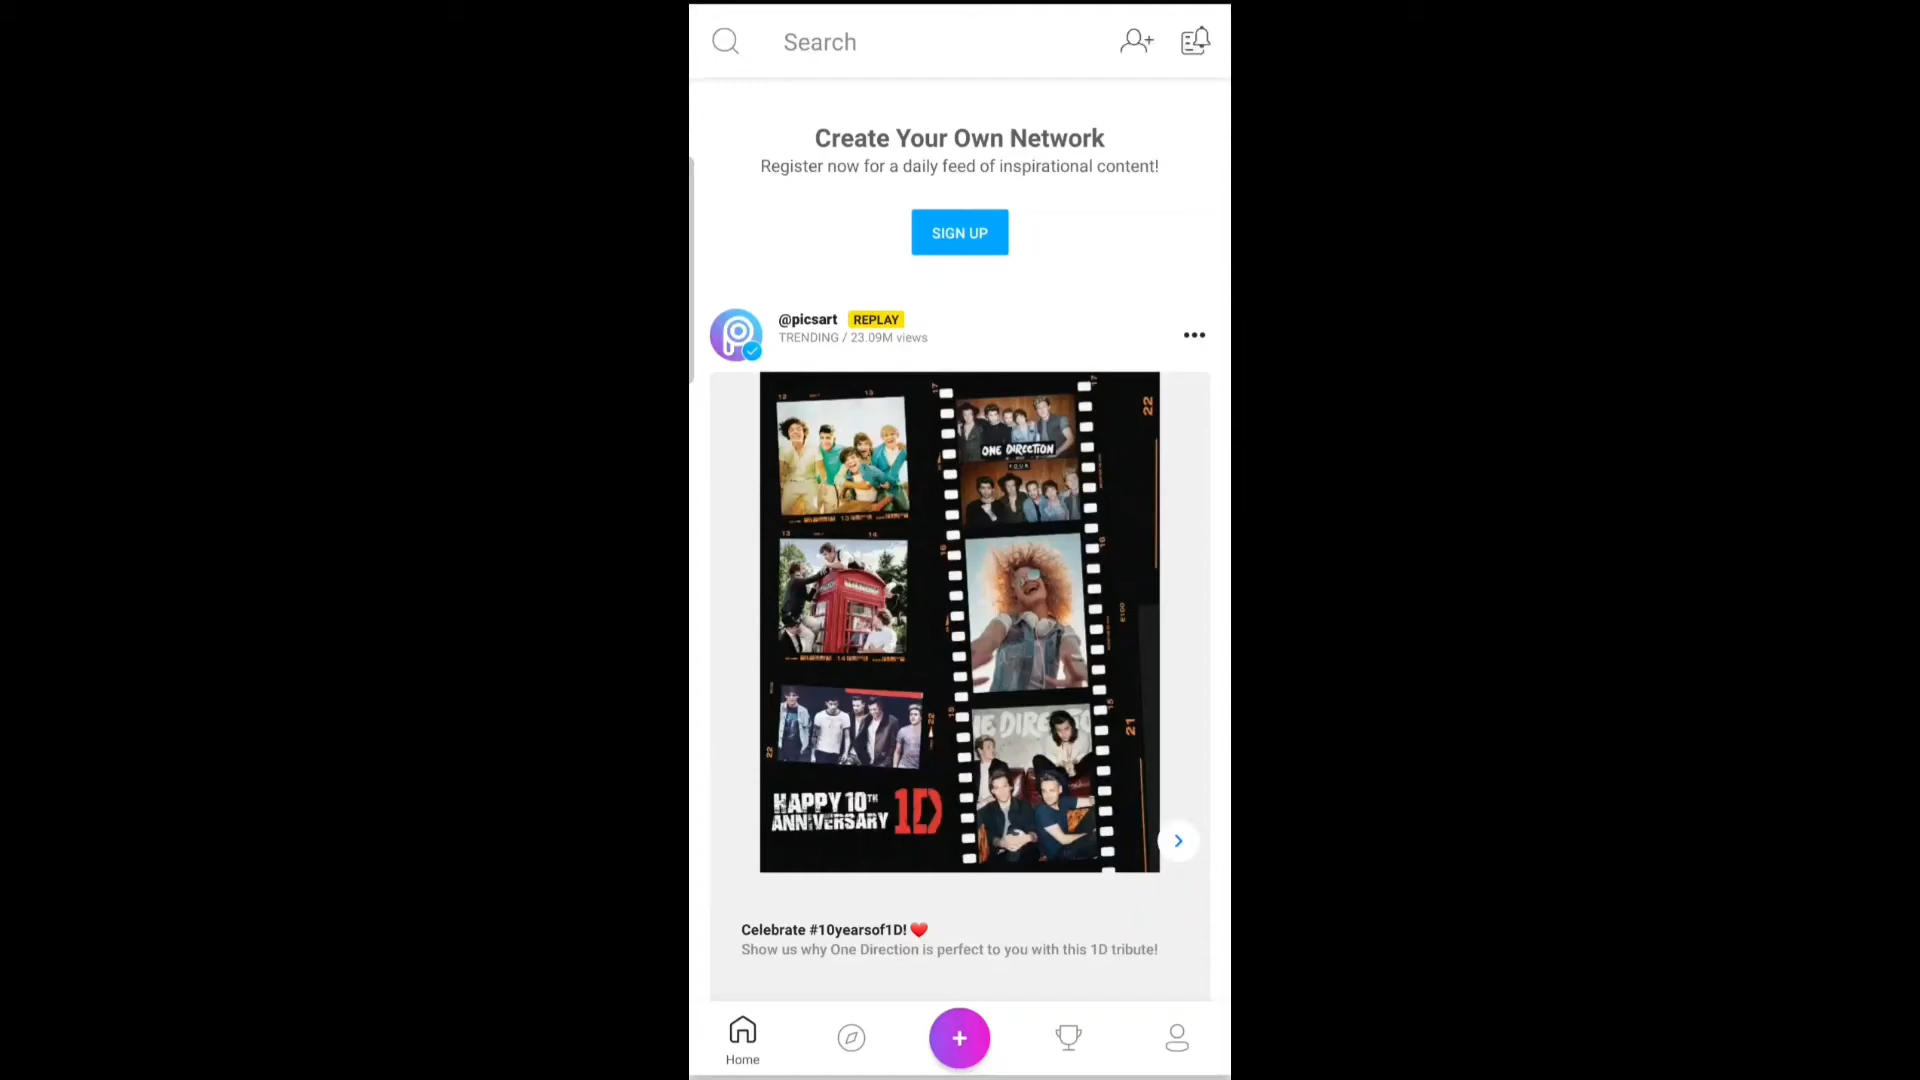 Search
Create Your Own Network
Register now for a daily feed of inspirational content!
SIGN UP
@picsart REPLAY
TRENDING / 23.09M views
ONE DIRECTION
FOUR
HAPPY 10TH
ANNIVERSARY 1D
Celebrate #10yearsof1D! ❤️
Show us why One Direction is perfect to you with this 1D tribute!
Home